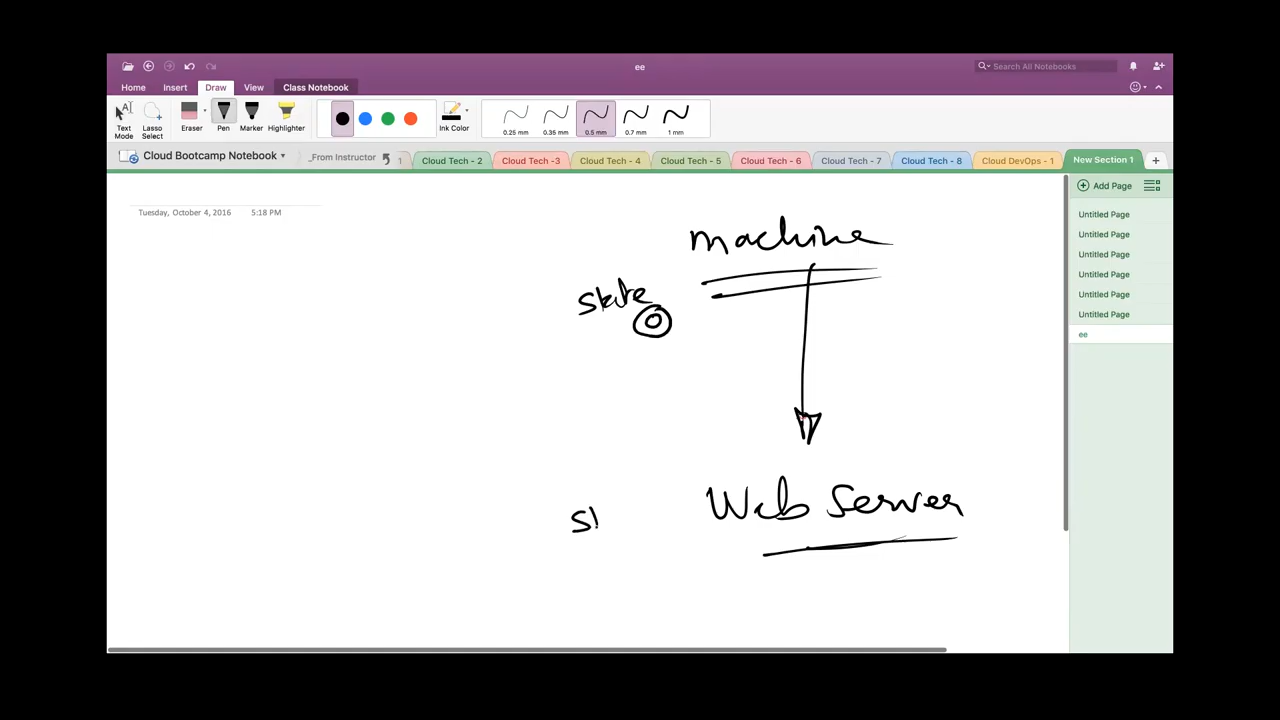 ee
Search All Notebooks
Home Insert Draw View Class Notebook
Text Mode
Lasso Select
Eraser
Pen
Marker
Highlighter
Ink Color
0.25 mm
0.35 mm
0.5 mm
0.7 mm
1 mm
Cloud Bootcamp Notebook
_From Instructor
1
Cloud Tech - 2
Cloud Tech -3
Cloud Tech - 4
Cloud Tech - 5
Cloud Tech - 6
Cloud Tech - 7
Cloud Tech - 8
Cloud DevOps - 1
New Section 1
Add Page
Untitled Page
Untitled Page
Untitled Page
Untitled Page
Untitled Page
Untitled Page
ee
Tuesday, October 4, 2016 5:18 PM
machine
state
0
Web Server